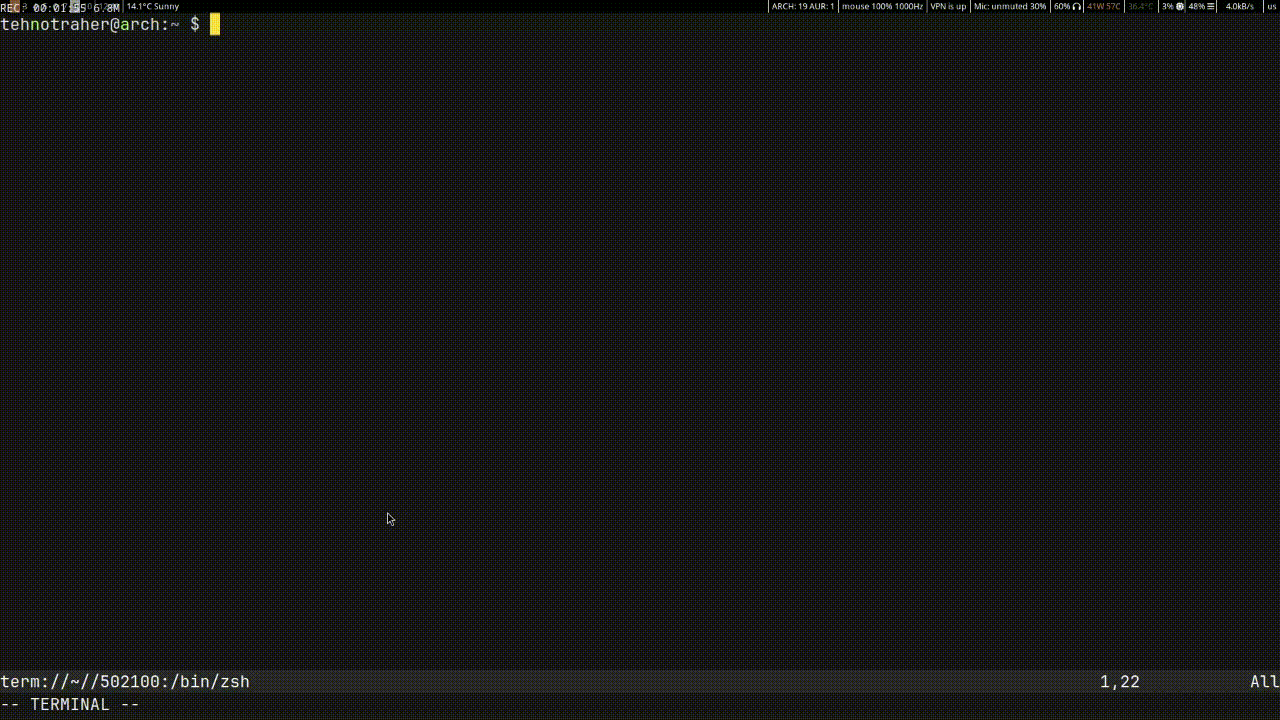 REC: 00:01:55 6.8M 14.1°C Sunny ARCH: 19 AUR: 1 mouse 100% 1000Hz VPN is up Mic: unmuted 30% 60% 41W 57C 36.4°C 3% 48% 4.0kB/s us
tehnotraher@arch:~ $
term://~//502100:/bin/zsh 1,22 All
-- TERMINAL --